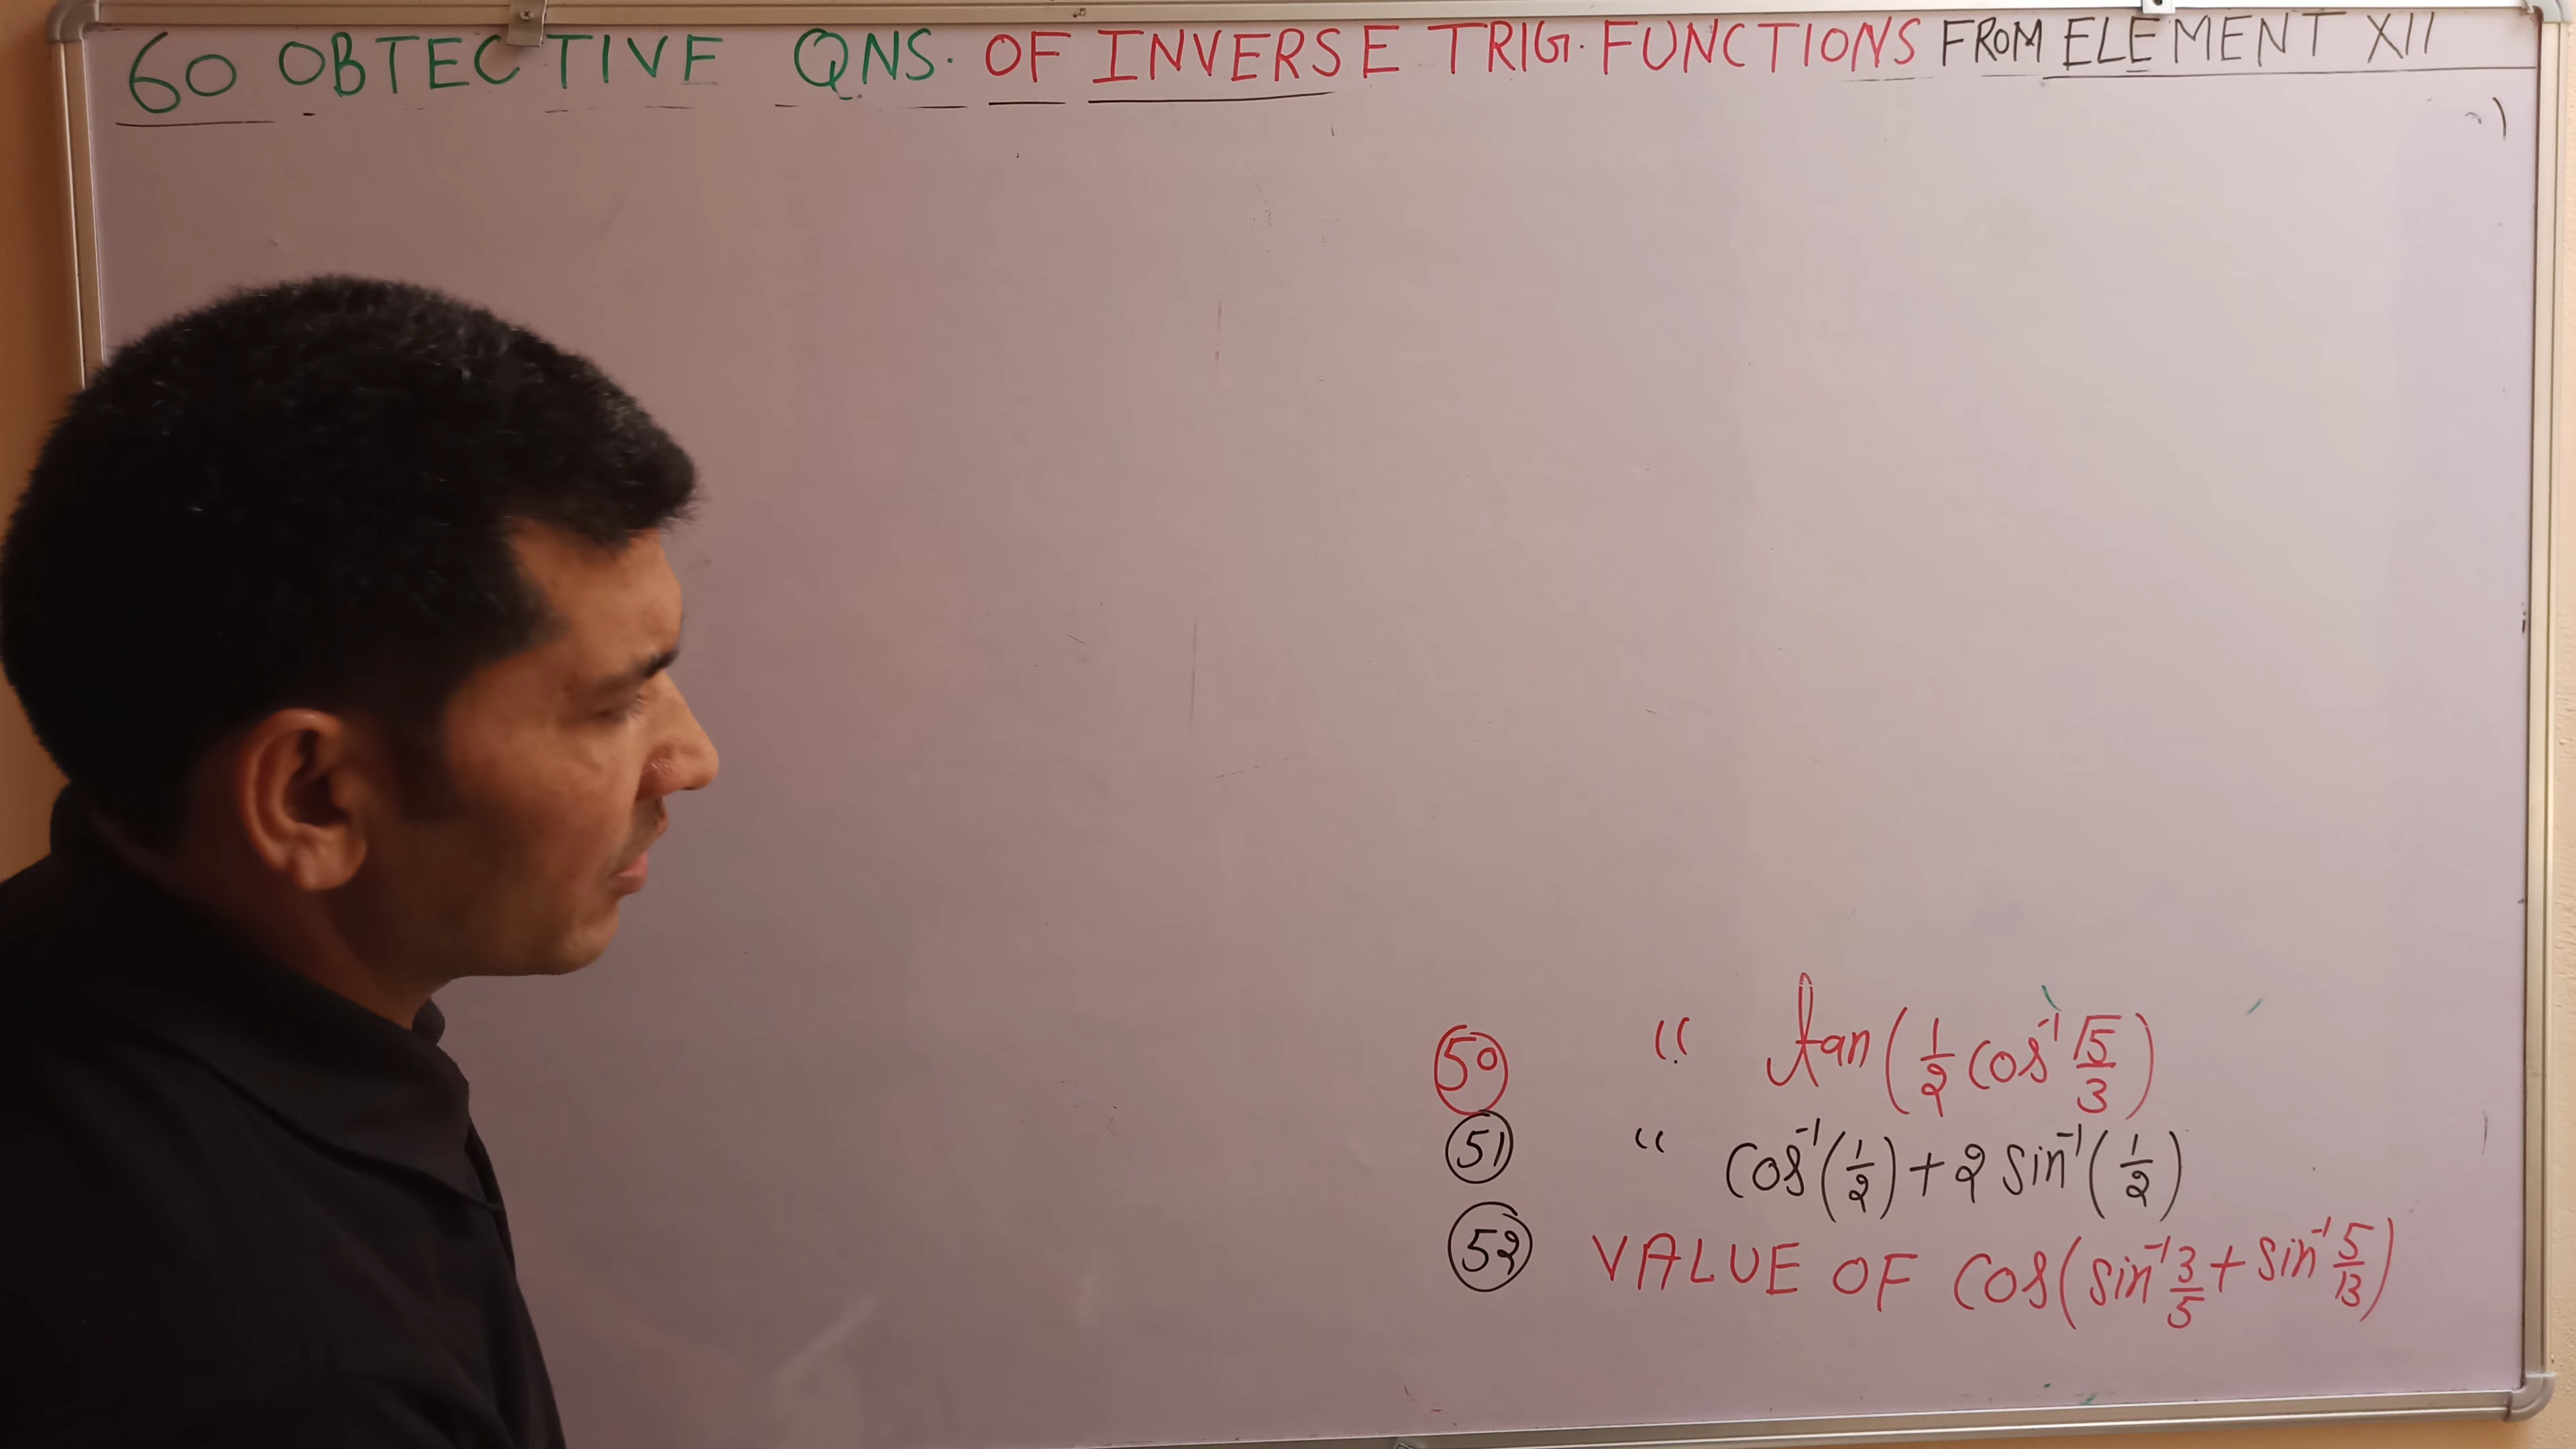 60 OBTECTIVE QNS. OF INVERSE TRIG. FUNCTIONS FROM ELEMENT XII
50 " tan(1/2 cos⁻¹ √5/3)
51 " cos⁻¹(1/2) + 2 sin⁻¹(1/2)
52 VALUE OF cos(sin⁻¹ 3/5 + sin⁻¹ 5/13)